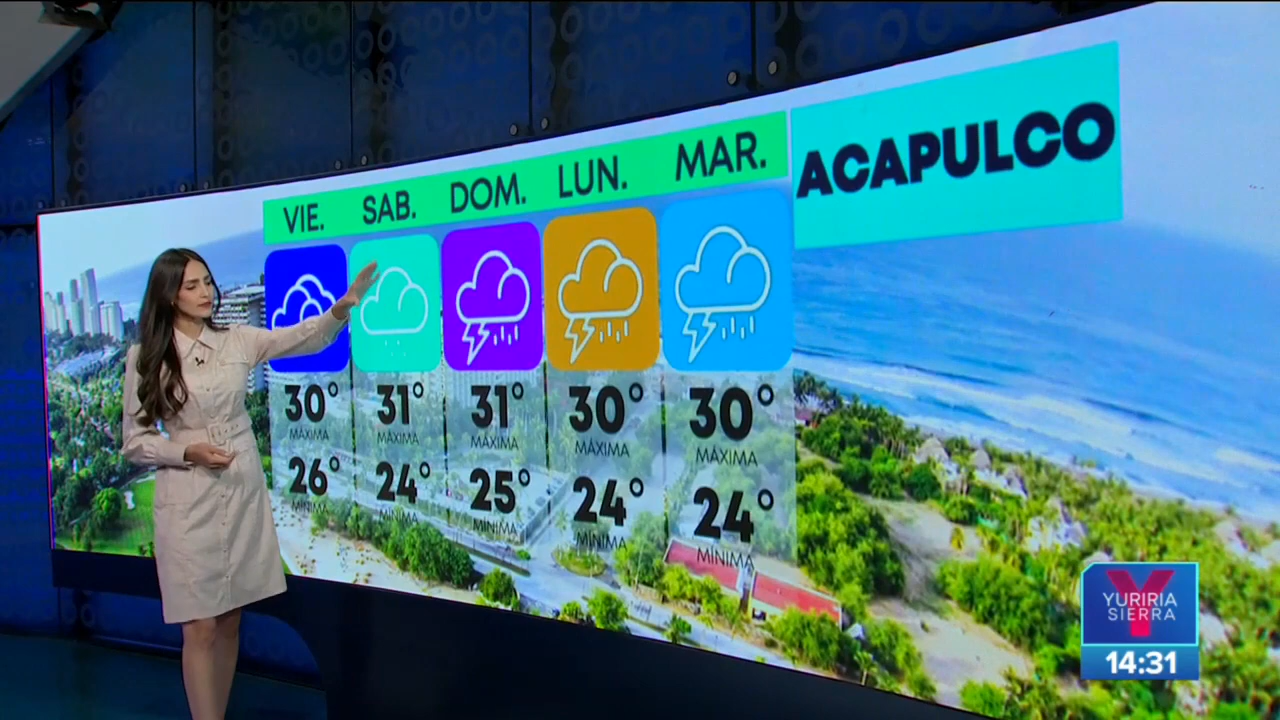 VIE. SAB. DOM. LUN. MAR.
ACAPULCO
30° 31° 31° 30° 30°
MÁXIMA MÁXIMA MÁXIMA MÁXIMA MÁXIMA
26° 24° 25° 24° 24°
MÍNIMA MÍNIMA MÍNIMA MÍNIMA MÍNIMA
Y
YURIRIA
SIERRA
14:31